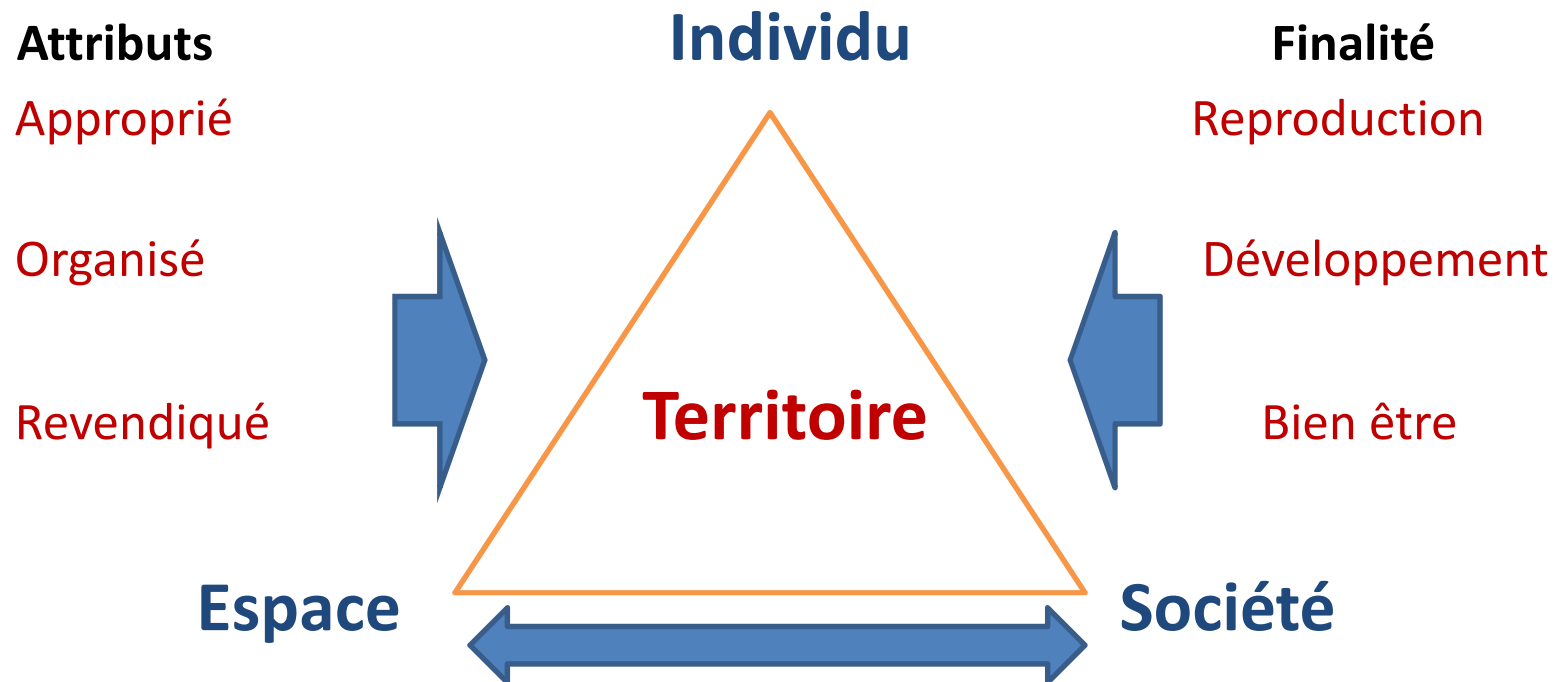 Attributs
Approprié
Organisé
Revendiqué
Individu
Territoire
Espace
Société
Finalité
Reproduction
Développement
Bien être